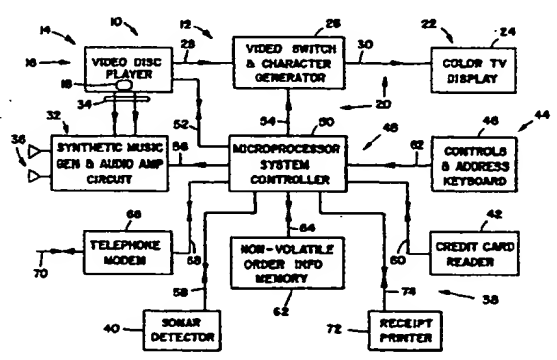 10
12
14
16
VIDEO DISC
PLAYER
18
34
28
26
VIDEO SWITCH
& CHARACTER
GENERATOR
30
22
24
COLOR TV
DISPLAY
20
32
36
SYNTHETIC MUSIC
GEN & AUDIO AMP
CIRCUIT
52
54
56
50
MICROPROCESSOR
SYSTEM
CONTROLLER
48
46
44
CONTROLS
& ADDRESS
KEYBOARD
66
TELEPHONE
MODEM
70
68
58
64
NON-VOLATILE
ORDER INFO
MEMORY
62
42
CREDIT CARD
READER
60
38
40
SONAR
DETECTOR
72
RECEIPT
PRINTER
74